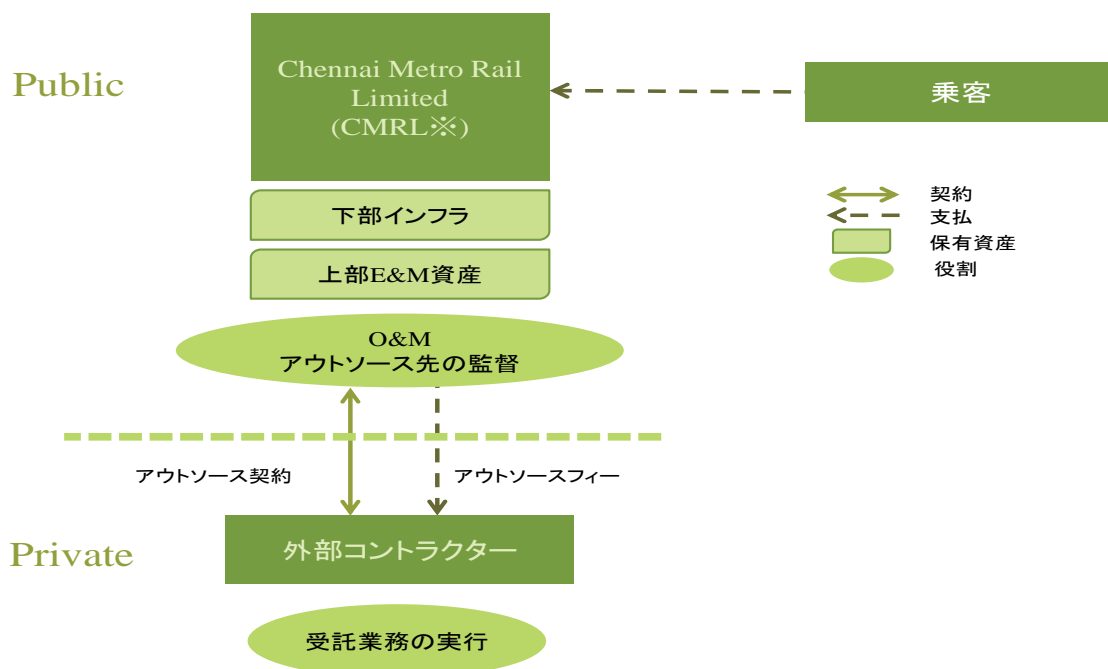 Public
Chennai Metro Rail
Limited
(CMRL※)
乗客
契約
支払
保有資産
役割
下部インフラ
上部E&M資産
O&M
アウトソース先の監督
アウトソース契約
アウトソースフィー
Private
外部コントラクター
受託業務の実行